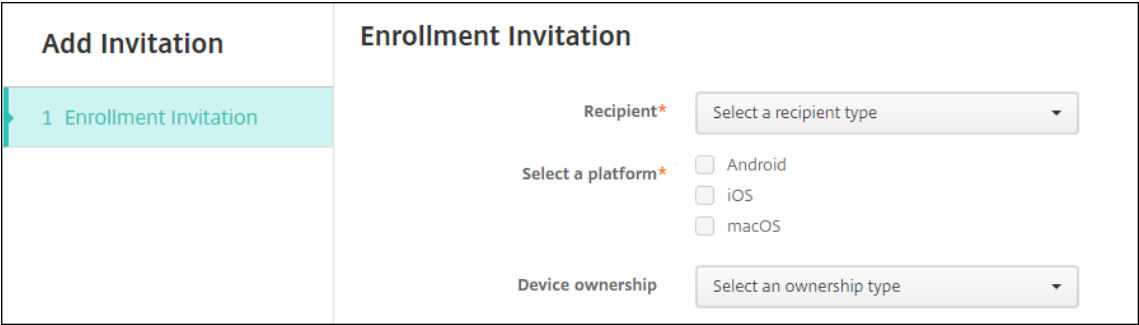 Add Invitation
1 Enrollment Invitation
Enrollment Invitation
Recipient* Select a recipient type
Select a platform* Android
iOS
macOS
Device ownership Select an ownership type